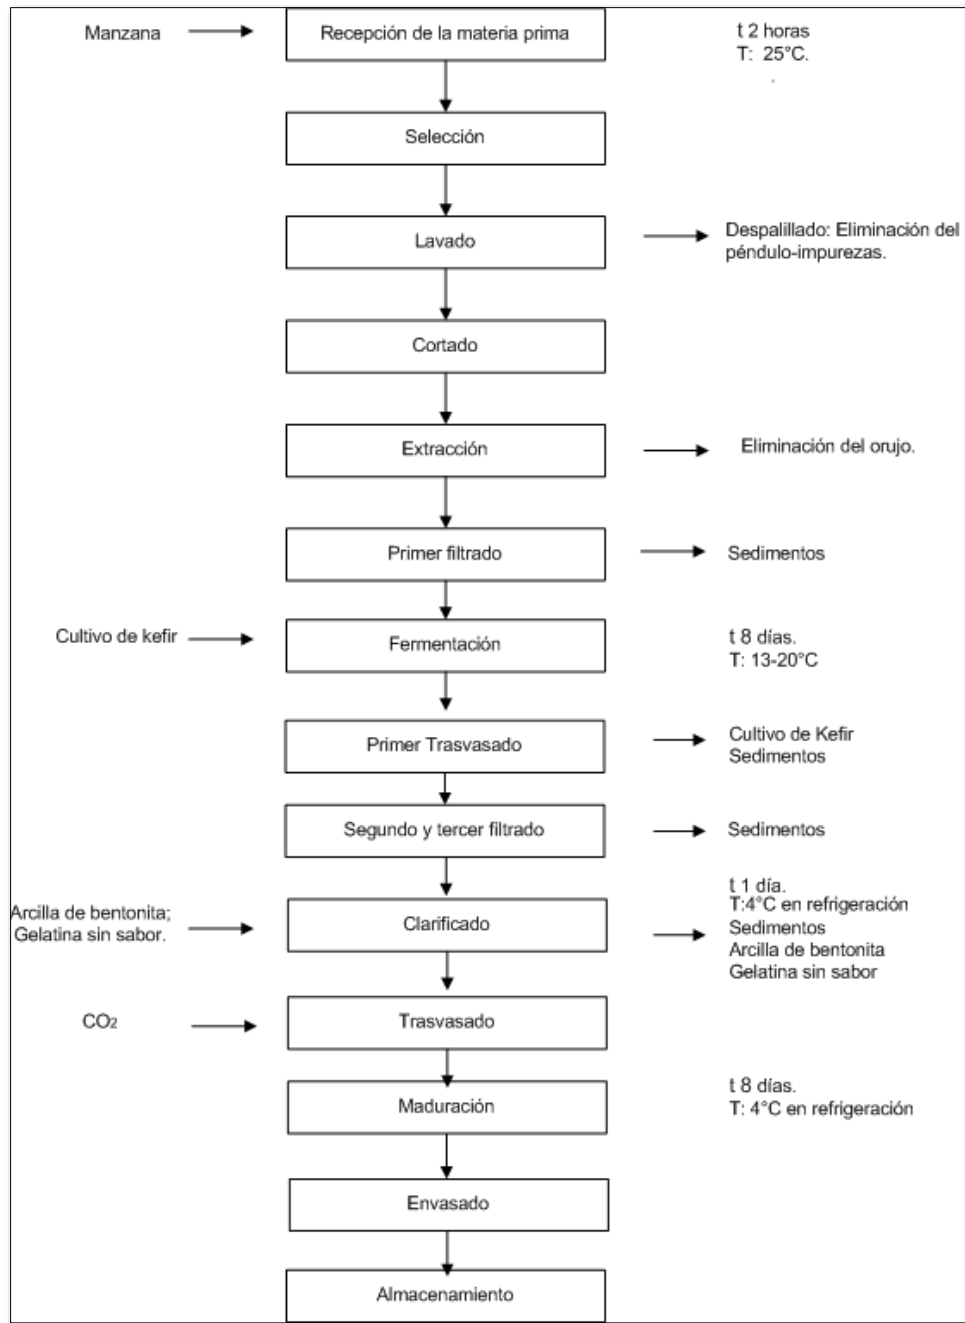 Manzana
Recepción de la materia prima
t 2 horas
T: 25°C.
.
Selección
Lavado
Despalillado: Eliminación del
péndulo-impurezas.
Cortado
Extracción
Eliminación del orujo.
Primer filtrado
Sedimentos
Cultivo de kefir
Fermentación
t 8 días.
T: 13-20°C
Primer Trasvasado
Cultivo de Kefir
Sedimentos
Segundo y tercer filtrado
Sedimentos
Arcilla de bentonita;
Gelatina sin sabor.
Clarificado
t 1 día.
T:4°C en refrigeración
Sedimentos
Arcilla de bentonita
Gelatina sin sabor
CO2
Trasvasado
Maduración
t 8 días.
T: 4°C en refrigeración
Envasado
Almacenamiento